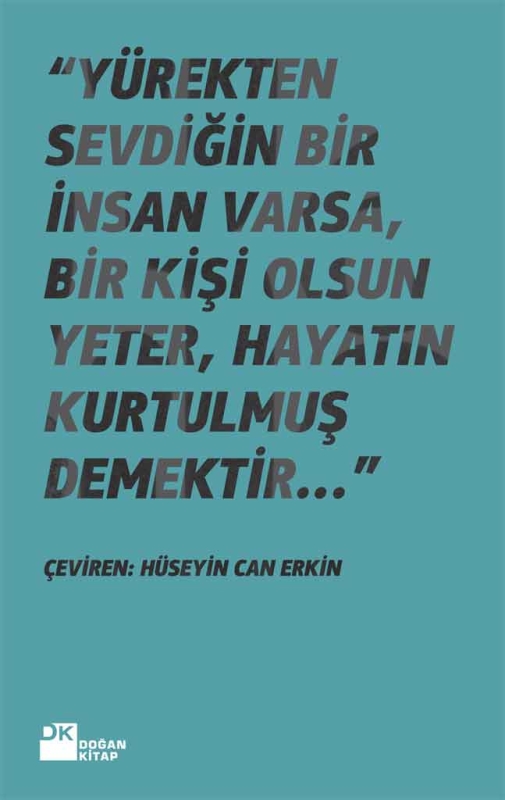 “YÜREKTEN
SEVDİĞİN BİR
İNSAN VARSA,
BİR KİŞİ OLSUN
YETER, HAYATIN
KURTULMUŞ
DEMEKTİR...”
ÇEVİREN: HÜSEYİN CAN ERKİN
DK
DOĞAN
KİTAP